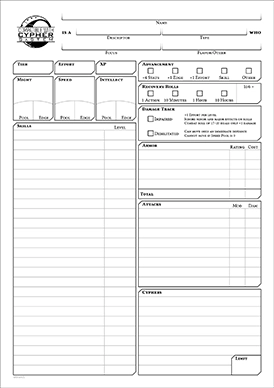 CYPHER
SYSTEM
NAME
IS A
WHO
DESCRIPTOR
TYPE
FOCUS
FLAVOR/OTHER
TIER
EFFORT
XP
ADVANCEMENT
+4 STATS
+1 EDGE
+1 EFFORT
SKILL
OTHER
MIGHT
SPEED
INTELLECT
RECOVERY ROLLS
1D6 +
1 ACTION
10 MINUTES
1 HOUR
10 HOURS
POOL
EDGE
POOL
EDGE
POOL
EDGE
DAMAGE TRACK
IMPAIRED
+1 EFFORT PER LEVEL
IGNORE MINOR AND MAJOR EFFECTS ON ROLLS
COMBAT ROLL OF 17-20 DEALS ONLY +1 DAMAGE
DEBILITATED
CAN MOVE ONLY AN IMMEDIATE DISTANCE
CANNOT MOVE IF SPEED POOL IS 0
SKILLS
LEVEL
ARMOR
RATING
COST
TOTAL
ATTACKS
MOD
DAM
CYPHERS
LIMIT